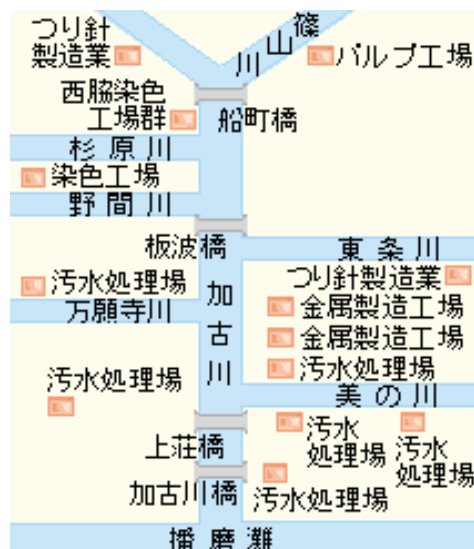 つり針
製造業
篠山川
パルプ工場
西脇染色
工場群
船町橋
杉原川
染色工場
野間川
板波橋
東条川
汚水処理場
加古川
つり針製造業
金属製造工場
万願寺川
金属製造工場
汚水処理場
汚水処理場
美の川
上荘橋
汚水
処理場
汚水
処理場
加古川橋
汚水処理場
播磨灘